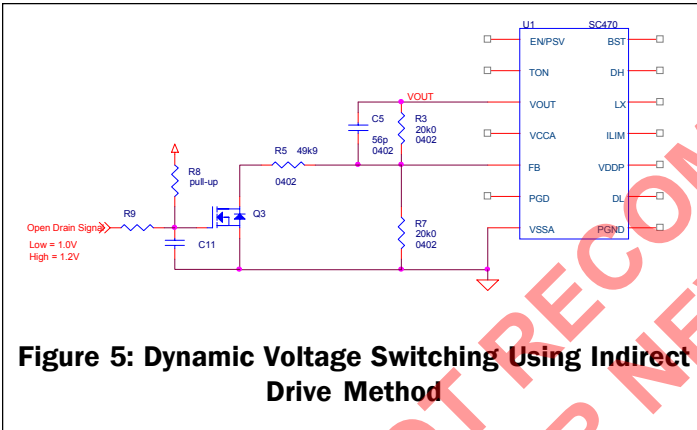 U1 SC470
EN/PSV BST
TON DH
VOUT
VOUT LX
C5 R3
56p 20k0
0402 0402
VCCA ILIM
R5 49k9
0402
FB VDDP
R8
pull-up
PGD DL
R9
Q3
R7
20k0
0402
Open Drain Signa
VSSA PGND
Low = 1.0V
High = 1.2V
C11
Figure 5: Dynamic Voltage Switching Using Indirect
Drive Method